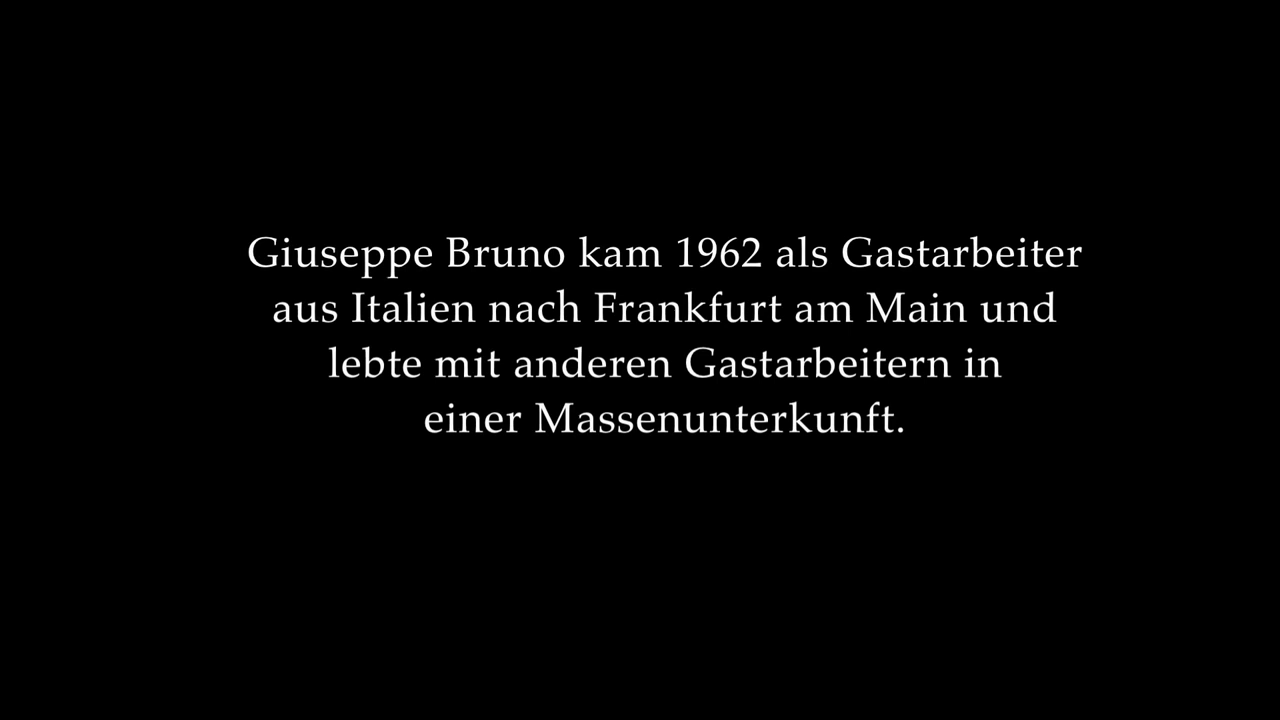 Giuseppe Bruno kam 1962 als Gastarbeiter
aus Italien nach Frankfurt am Main und
lebte mit anderen Gastarbeitern in
einer Massenunterkunft.